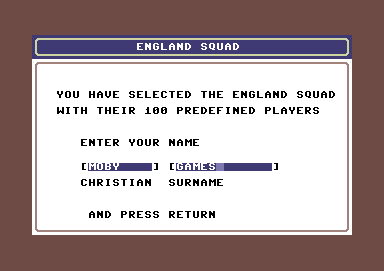 ENGLAND SQUAD
YOU HAVE SELECTED THE ENGLAND SQUAD
WITH THEIR 100 PREDEFINED PLAYERS
ENTER YOUR NAME
[MOBY    ] [GAMES       ]
CHRISTIAN SURNAME
AND PRESS RETURN